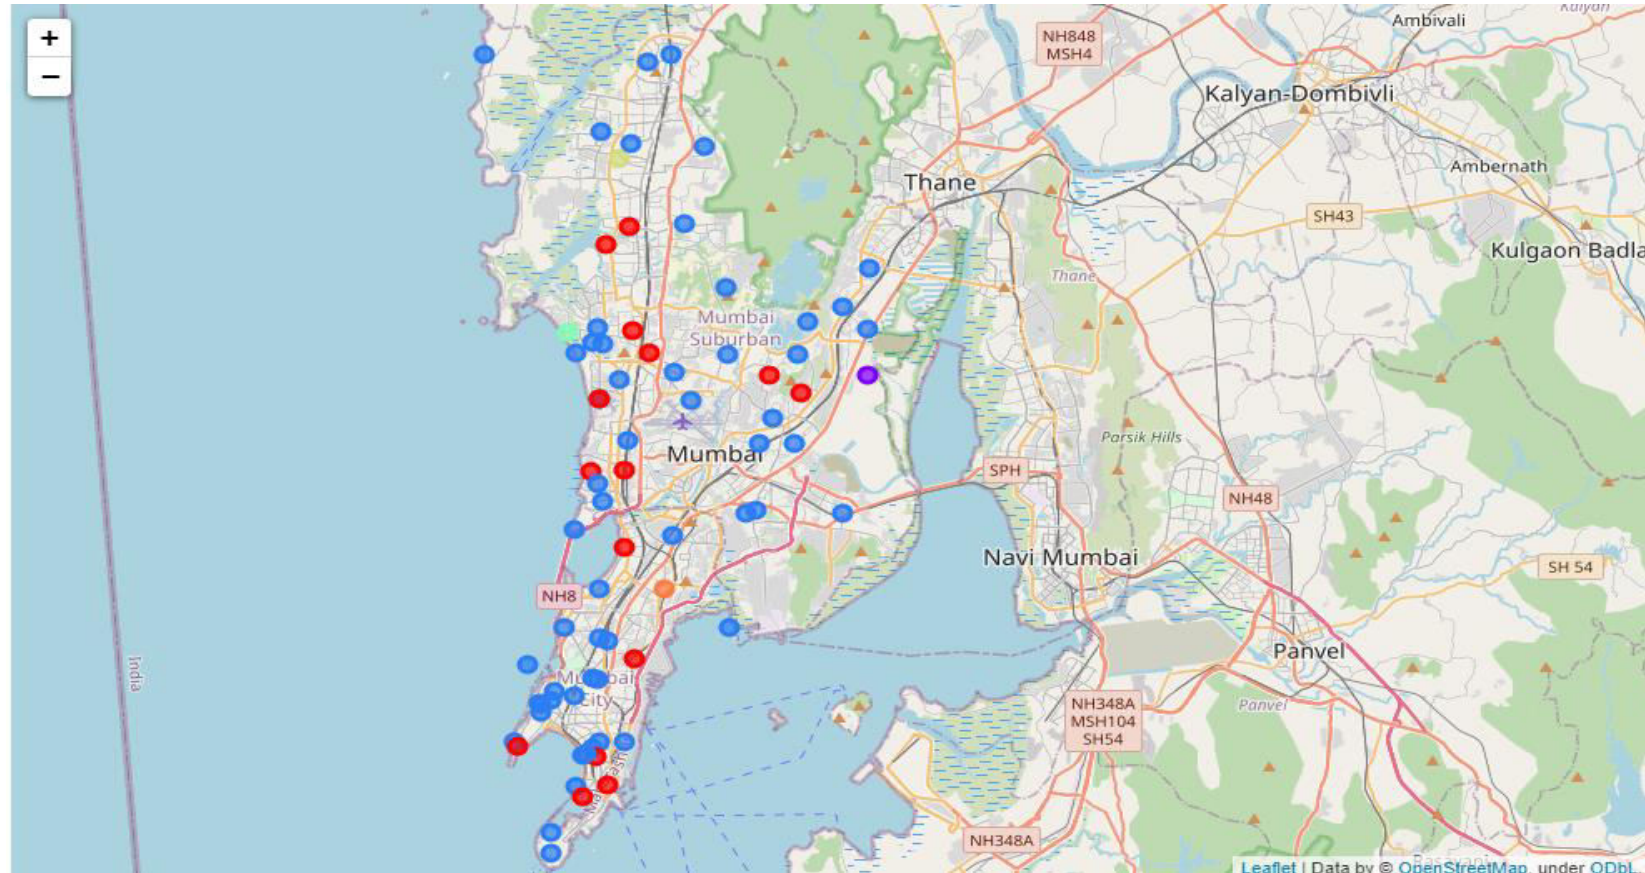 +
−
NH848
MSH4
Ambivali
Kalyan
Kalyan-Dombivli
Ambernath
Thane
SH43
Kulgaon Badla
Thane
Mumbai
Suburban
Parsik Hills
Mumbai
SPH
NH48
Navi Mumbai
SH 54
NH8
Panvel
India
City
Panvel
NH348A
MSH104
SH54
NH348A
Leaflet | Data by © OpenStreetMap, under ODbL.